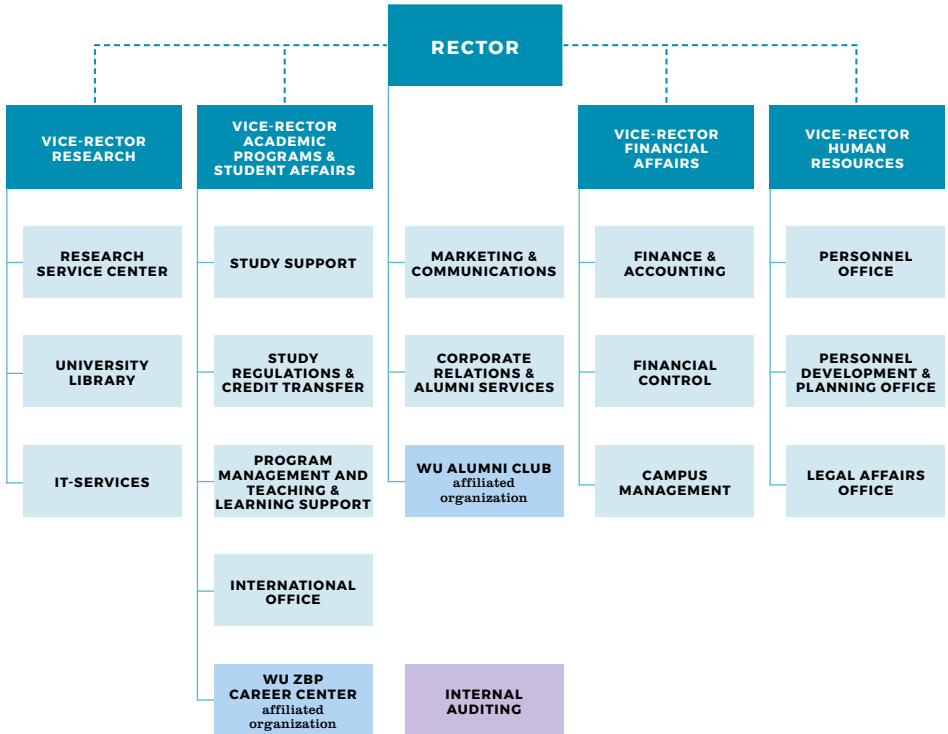 RECTOR
VICE-RECTOR
RESEARCH
VICE-RECTOR
ACADEMIC
PROGRAMS &
STUDENT AFFAIRS
VICE-RECTOR
FINANCIAL
AFFAIRS
VICE-RECTOR
HUMAN
RESOURCES
RESEARCH
SERVICE CENTER
STUDY SUPPORT
MARKETING &
COMMUNICATIONS
FINANCE &
ACCOUNTING
PERSONNEL
OFFICE
UNIVERSITY
LIBRARY
STUDY
REGULATIONS &
CREDIT TRANSFER
CORPORATE
RELATIONS &
ALUMNI SERVICES
FINANCIAL
CONTROL
PERSONNEL
DEVELOPMENT &
PLANNING OFFICE
IT-SERVICES
PROGRAM
MANAGEMENT AND
TEACHING &
LEARNING SUPPORT
WU ALUMNI CLUB
affiliated
organization
CAMPUS
MANAGEMENT
LEGAL AFFAIRS
OFFICE
INTERNATIONAL
OFFICE
WU ZBP
CAREER CENTER
affiliated
organization
INTERNAL
AUDITING